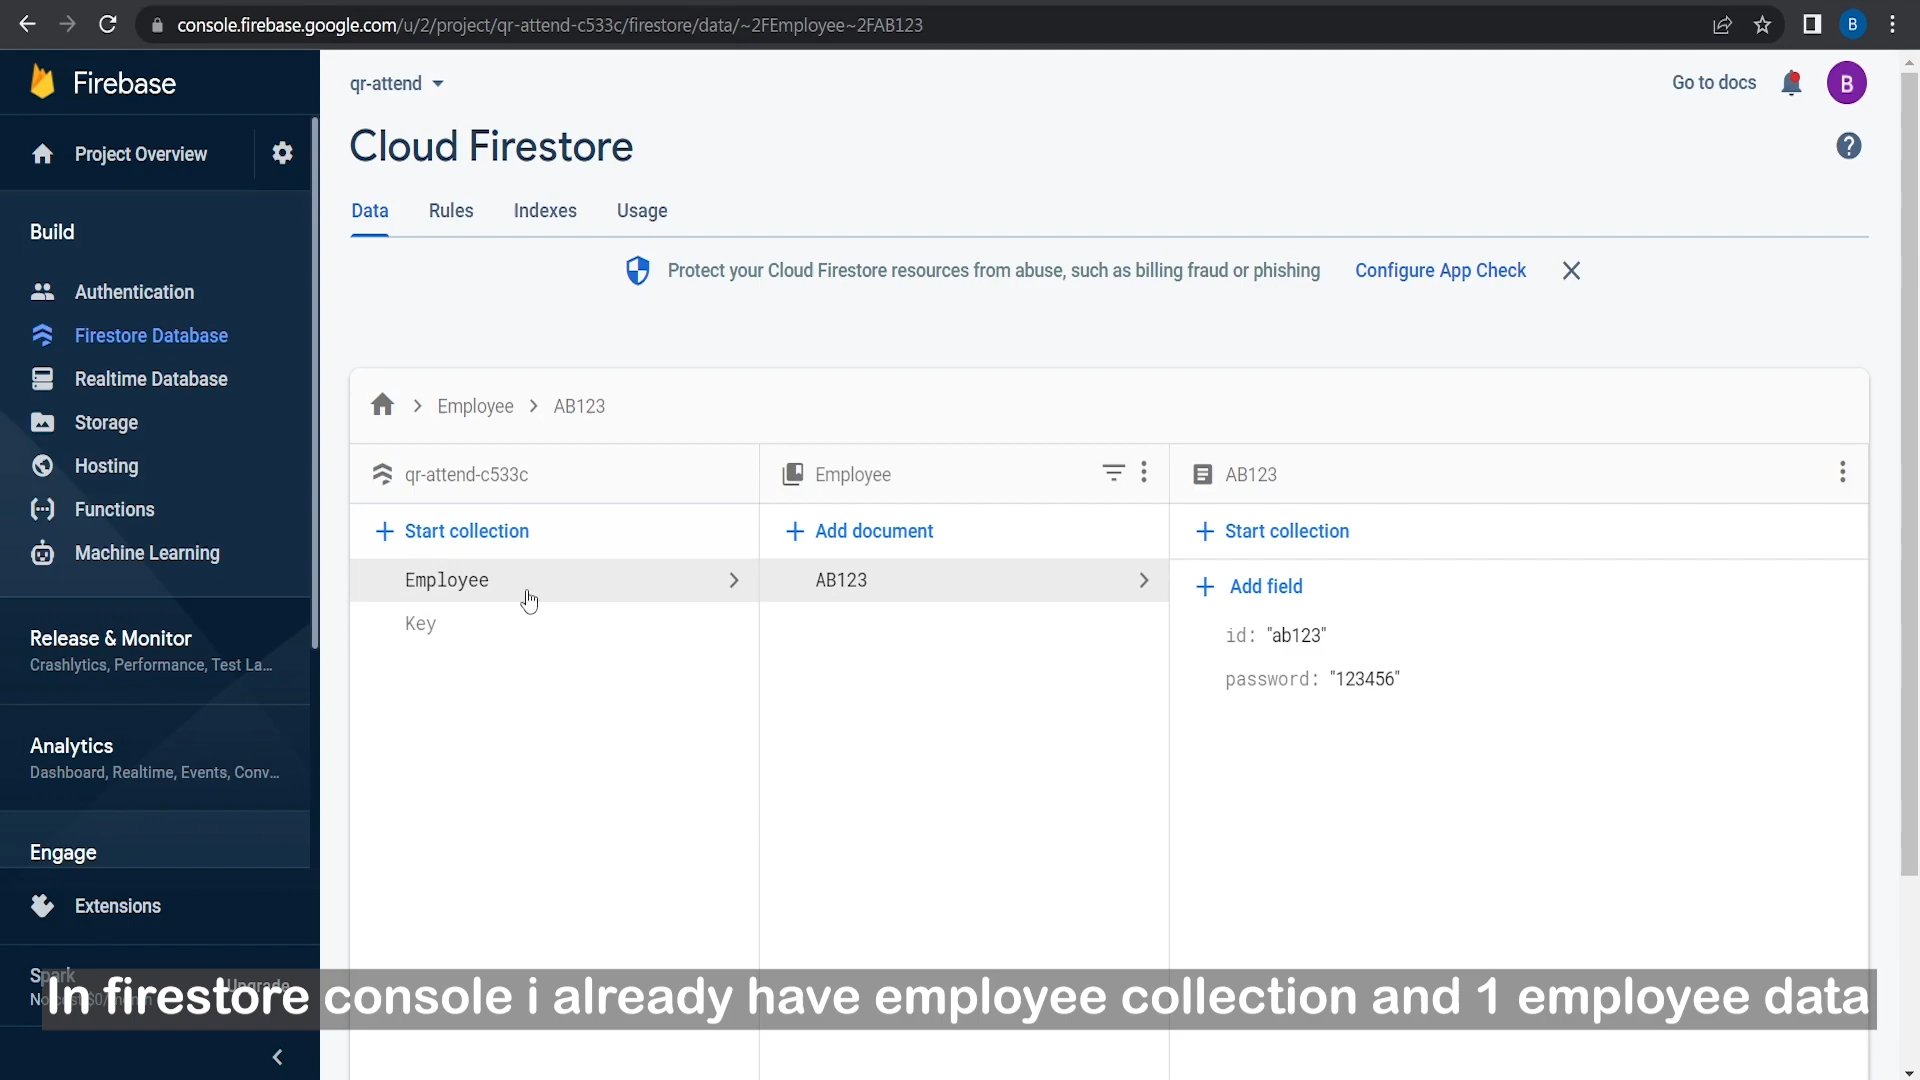 console.firebase.google.com/u/2/project/qr-attend-c533c/firestore/data/~2FEmployee~2FAB123
B
Firebase
qr-attend
Go to docs
B
Project Overview
Cloud Firestore
?
Data Rules Indexes Usage
Build
Protect your Cloud Firestore resources from abuse, such as billing fraud or phishing Configure App Check
Authentication
Firestore Database
Realtime Database
Storage
Hosting
Functions
Machine Learning
Release & Monitor
Crashlytics, Performance, Test La...
Analytics
Dashboard, Realtime, Events, Conv...
Engage
Extensions
Spark
Upgrade
Employee > AB123
qr-attend-c533c
Employee
AB123
+ Start collection
+ Add document
+ Start collection
Employee
AB123
+ Add field
Key
id: "ab123"
password: "123456"
In firestore console i already have employee collection and 1 employee data